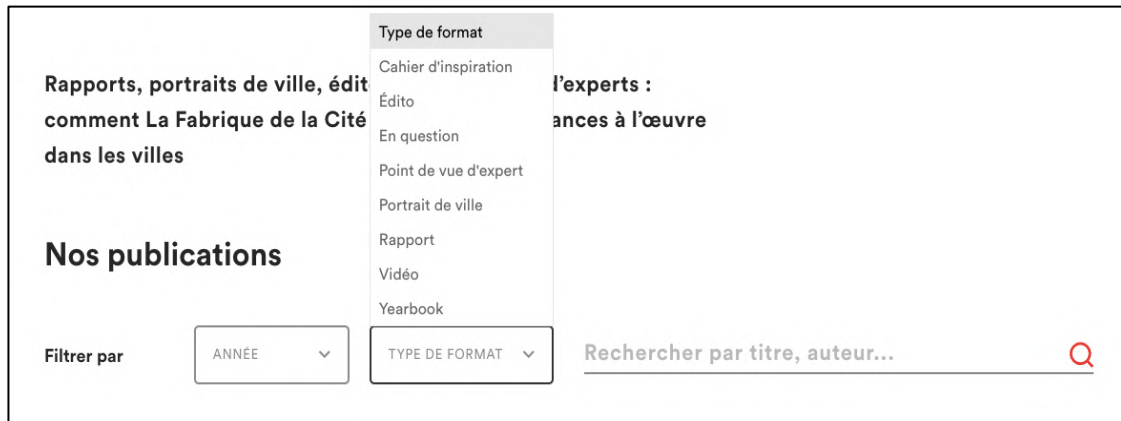 Type de format
Cahier d'inspiration
Édito
En question
Point de vue d'expert
Portrait de ville
Rapport
Vidéo
Yearbook
Rapports, portraits de ville, édit d'experts :
comment La Fabrique de la Cité ances à l'œuvre
dans les villes
Nos publications
Filtrer par
ANNÉE
TYPE DE FORMAT
Rechercher par titre, auteur...